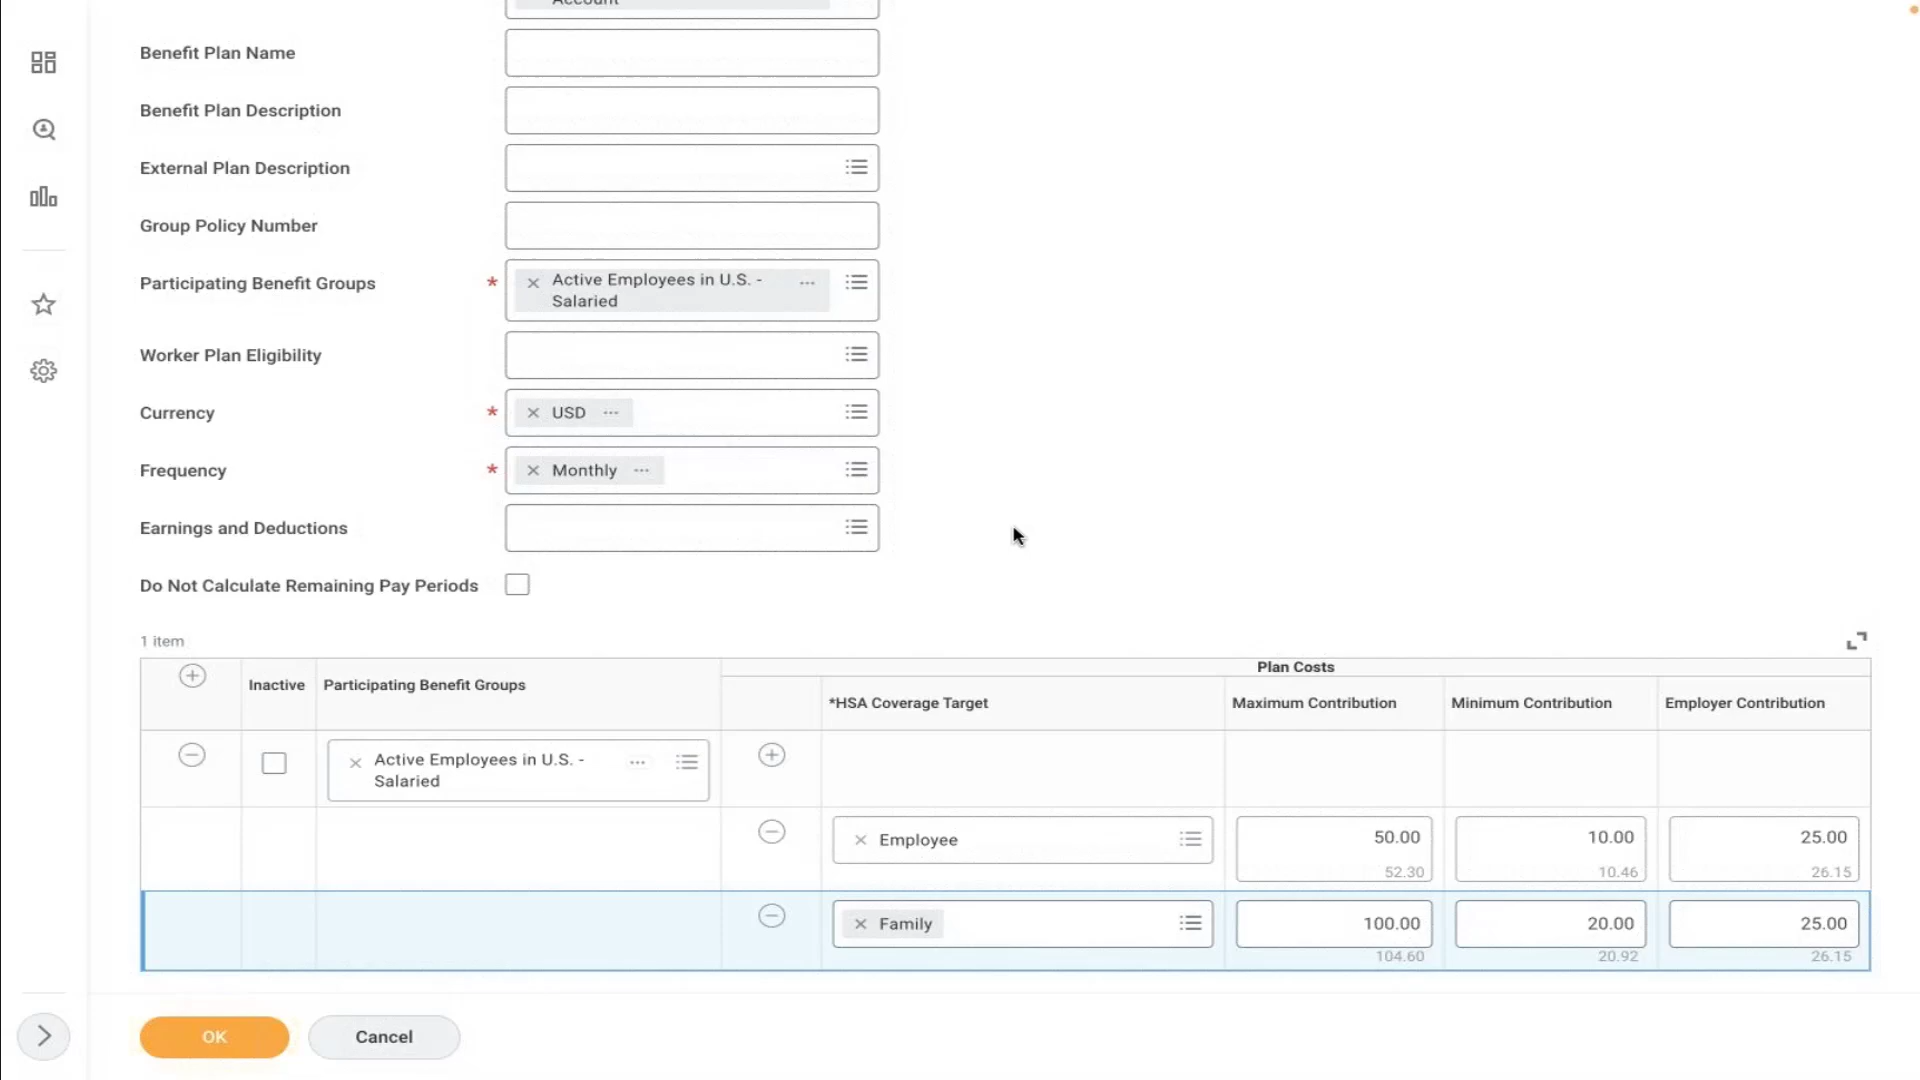 Account
Benefit Plan Name
Benefit Plan Description
External Plan Description
Group Policy Number
Participating Benefit Groups *
Active Employees in U.S. -
Salaried
Worker Plan Eligibility
Currency * USD
Frequency * Monthly
Earnings and Deductions
Do Not Calculate Remaining Pay Periods
1 item
Plan Costs
Inactive Participating Benefit Groups
*HSA Coverage Target Maximum Contribution Minimum Contribution Employer Contribution
Active Employees in U.S. -
Salaried
Employee 50.00 10.00 25.00
52.30 10.46 26.15
Family 100.00 20.00 25.00
104.60 20.92 26.15
OK Cancel